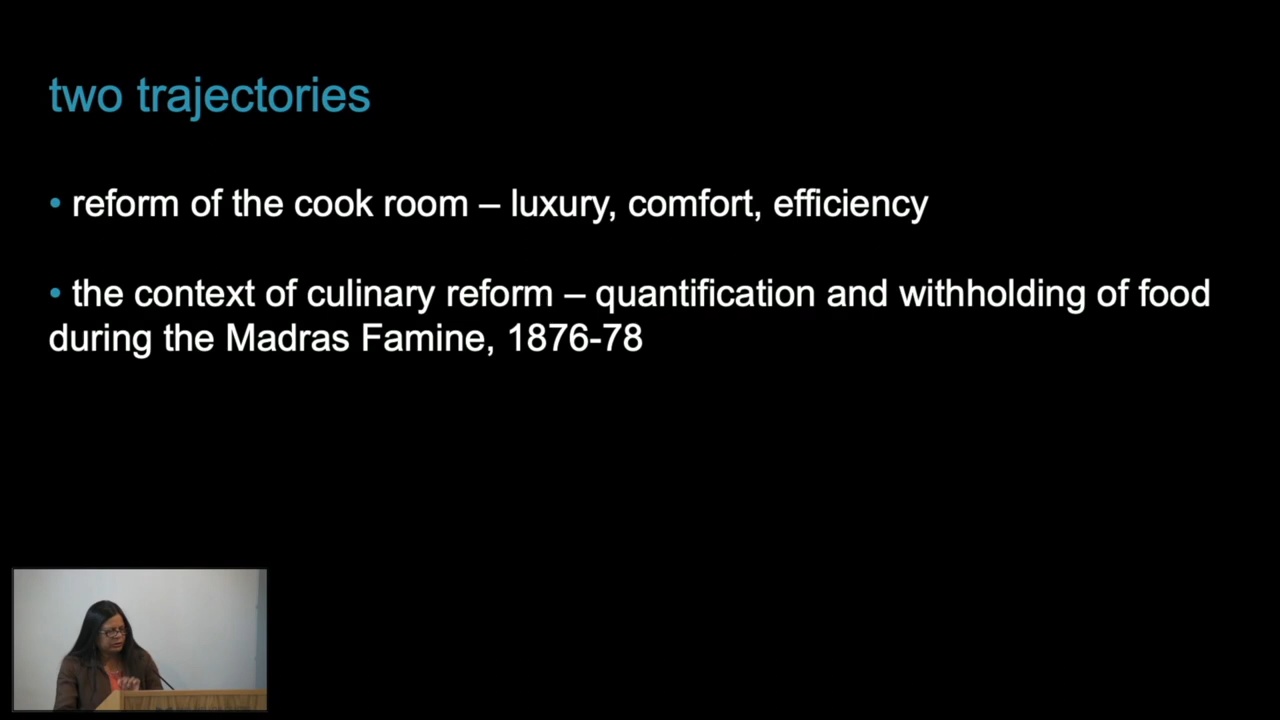 two trajectories
• reform of the cook room – luxury, comfort, efficiency
• the context of culinary reform – quantification and withholding of food
during the Madras Famine, 1876-78